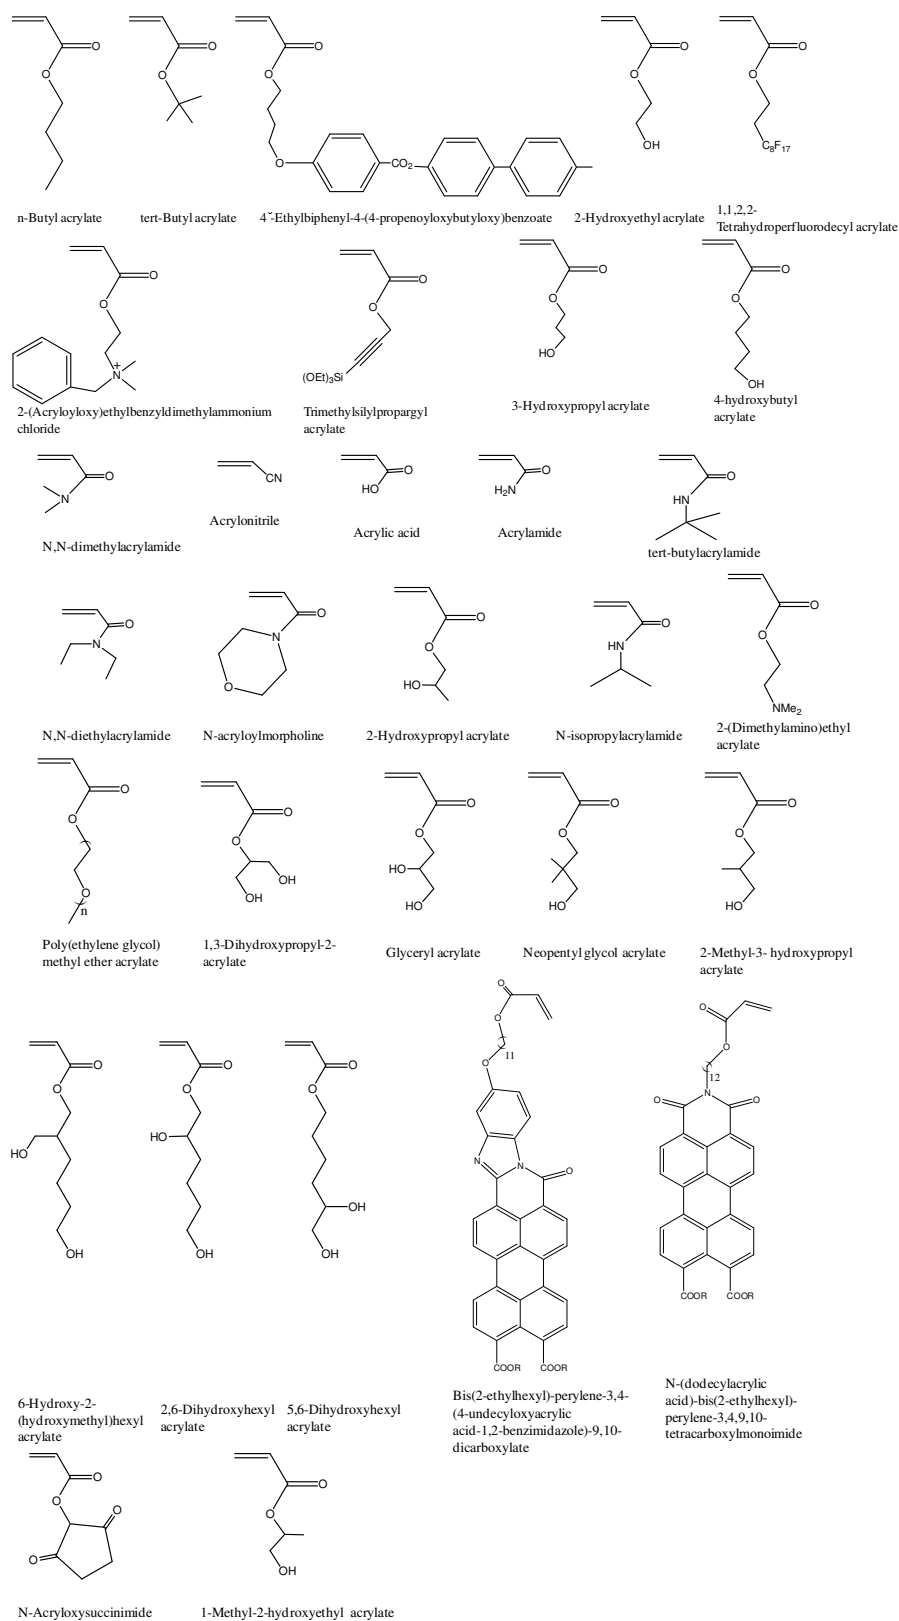 O
O
O
O
O
O
O
O
O
O
O
CO2
OH
C8F17
n-Butyl acrylate
tert-Butyl acrylate
4˜-Ethylbiphenyl-4-(4-propenoyloxybutyloxy)benzoate
2-Hydroxyethyl acrylate
1,1,2,2-
Tetrahydroperfluorodecyl acrylate
O
O
N+
O
O
(OEt)3Si
O
O
HO
O
O
OH
2-(Acryloyloxy)ethylbenzyldimethylammonium
chloride
Trimethylsilylpropargyl
acrylate
3-Hydroxypropyl acrylate
4-hydroxybutyl
acrylate
O
N
CN
O
HO
O
H2N
O
HN
N,N-dimethylacrylamide
Acrylonitrile
Acrylic acid
Acrylamide
tert-butylacrylamide
O
N
O
N
O
O
O
HO
O
HN
O
O
NMe2
N,N-diethylacrylamide
N-acryloylmorpholine
2-Hydroxypropyl acrylate
N-isopropylacrylamide
2-(Dimethylamino)ethyl
acrylate
O
O
O
n
O
O
OH
OH
O
O
HO
HO
O
O
HO
O
O
HO
Poly(ethylene glycol)
methyl ether acrylate
1,3-Dihydroxypropyl-2-
acrylate
Glyceryl acrylate
Neopentyl glycol acrylate
2-Methyl-3- hydroxypropyl
acrylate
O
O
HO
OH
O
O
HO
OH
O
O
OH
OH
O
O
11
O
N
N
O
COOR
COOR
O
O
12
N
O
O
COOR
COOR
6-Hydroxy-2-
(hydroxymethyl)hexyl
acrylate
2,6-Dihydroxyhexyl
acrylate
5,6-Dihydroxyhexyl
acrylate
Bis(2-ethylhexyl)-perylene-3,4-
(4-undecyloxyacrylic
acid-1,2-benzimidazole)-9,10-
dicarboxylate
N-(dodecylacrylic
acid)-bis(2-ethylhexyl)-
perylene-3,4,9,10-
tetracarboxylmonoimide
O
O
O
O
O
O
OH
N-Acryloxysuccinimide
1-Methyl-2-hydroxyethyl acrylate